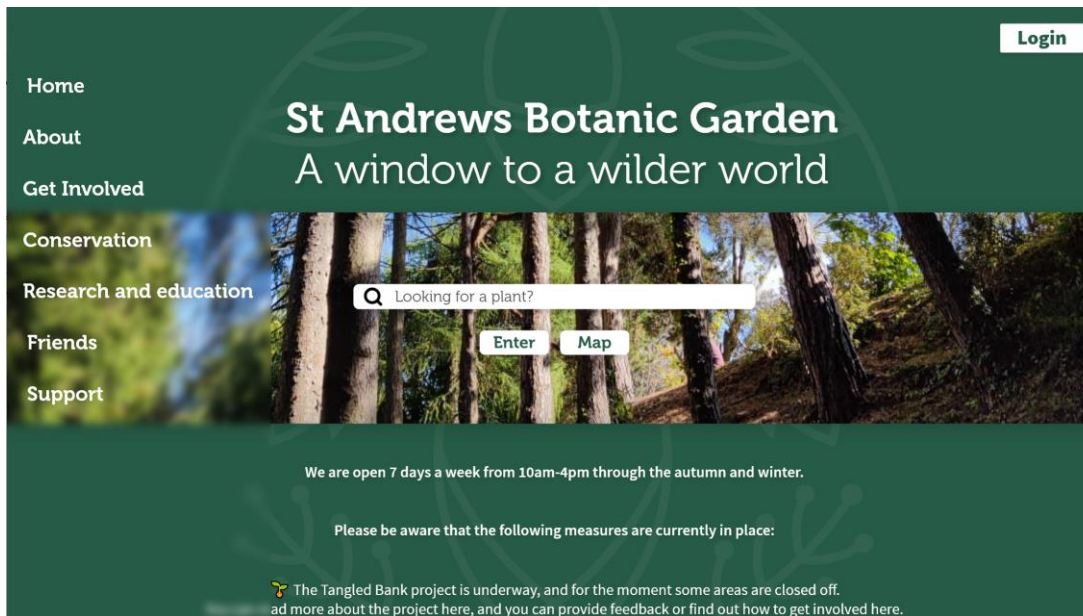 Login
Home
About
Get Involved
Conservation
Research and education
Friends
Support
St Andrews Botanic Garden
A window to a wilder world
Looking for a plant?
Enter
Map
We are open 7 days a week from 10am-4pm through the autumn and winter.
Please be aware that the following measures are currently in place:
The Tangled Bank project is underway, and for the moment some areas are closed off.
ad more about the project here, and you can provide feedback or find out how to get involved here.